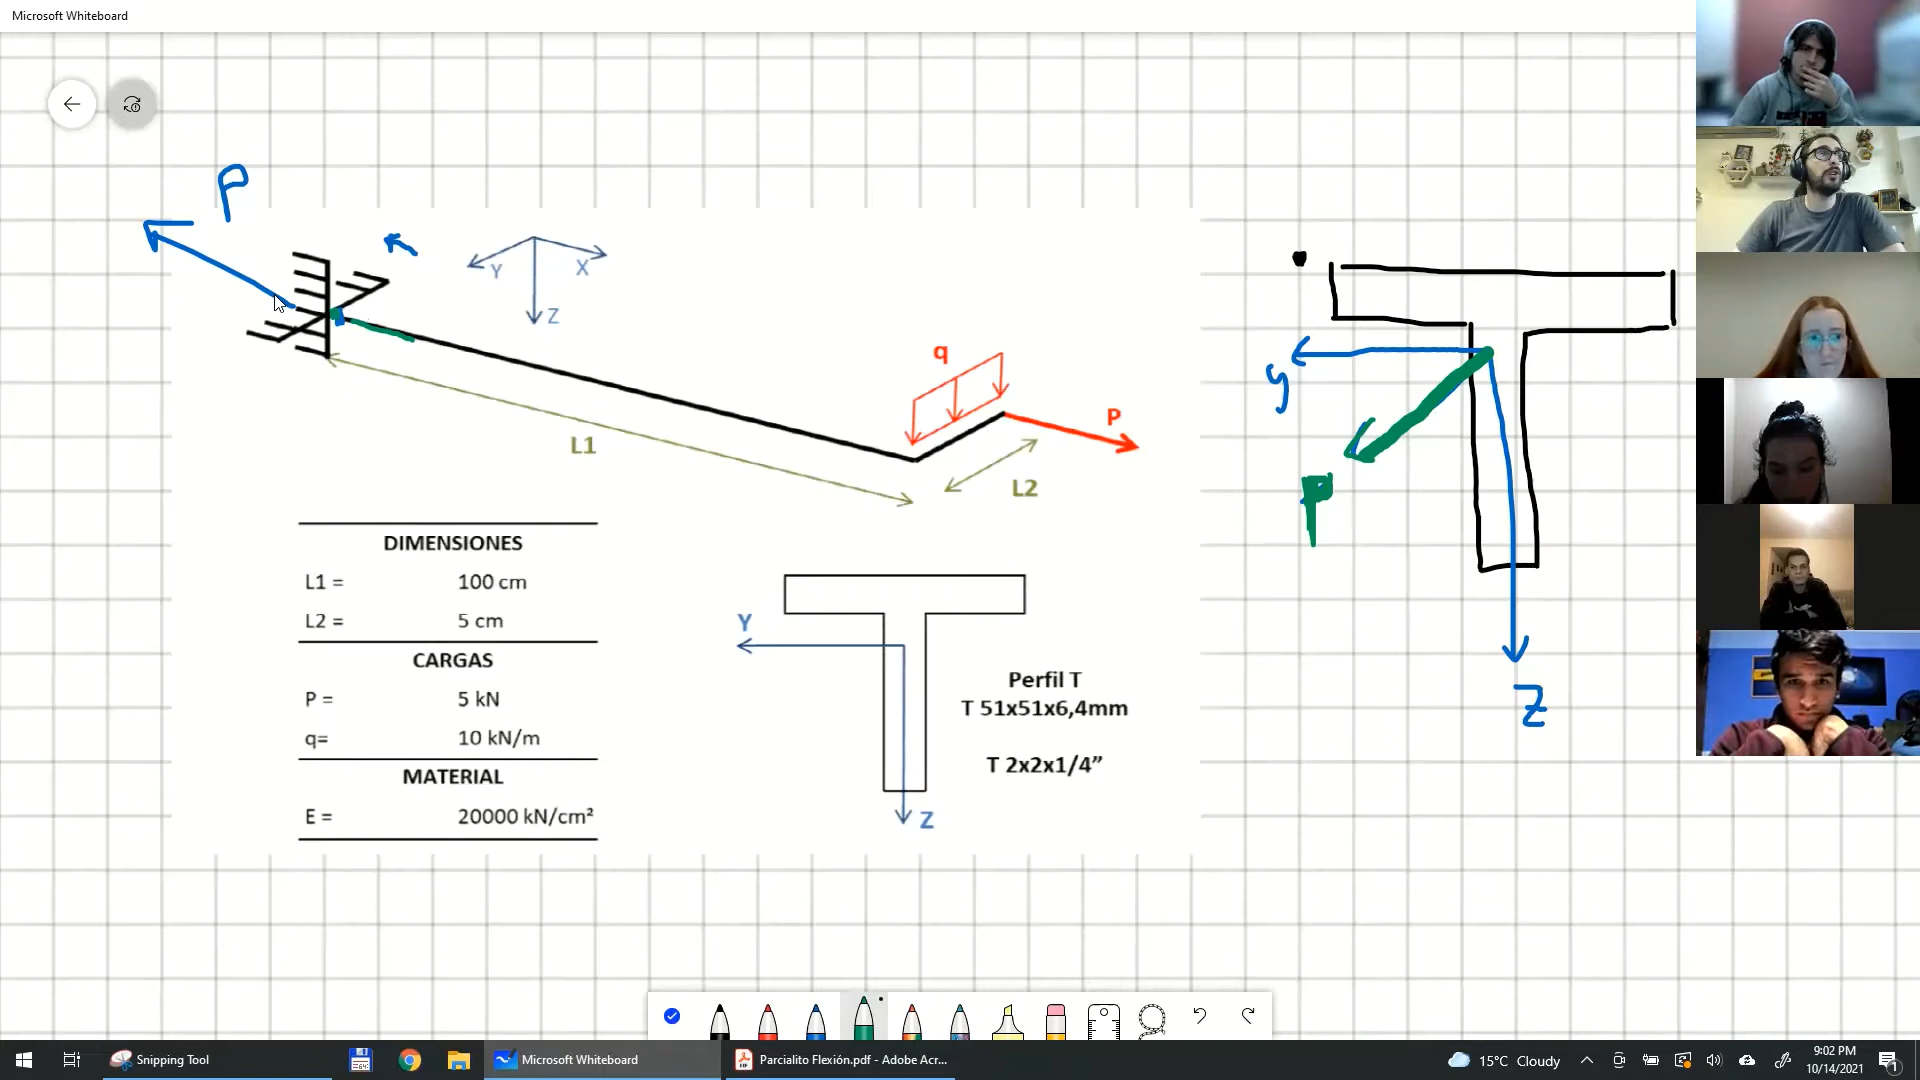 Microsoft Whiteboard
P
Y
X
Z
q
P
L1
L2
DIMENSIONES
L1 = 100 cm
L2 = 5 cm
CARGAS
P = 5 kN
q= 10 kN/m
MATERIAL
E = 20000 kN/cm²
Y
Z
Perfil T
T 51x51x6,4mm
T 2x2x1/4”
y
P
Z
Snipping Tool
Microsoft Whiteboard
Parcialito Flexión.pdf - Adobe Acr...
15°C Cloudy
9:02 PM
10/14/2021
1